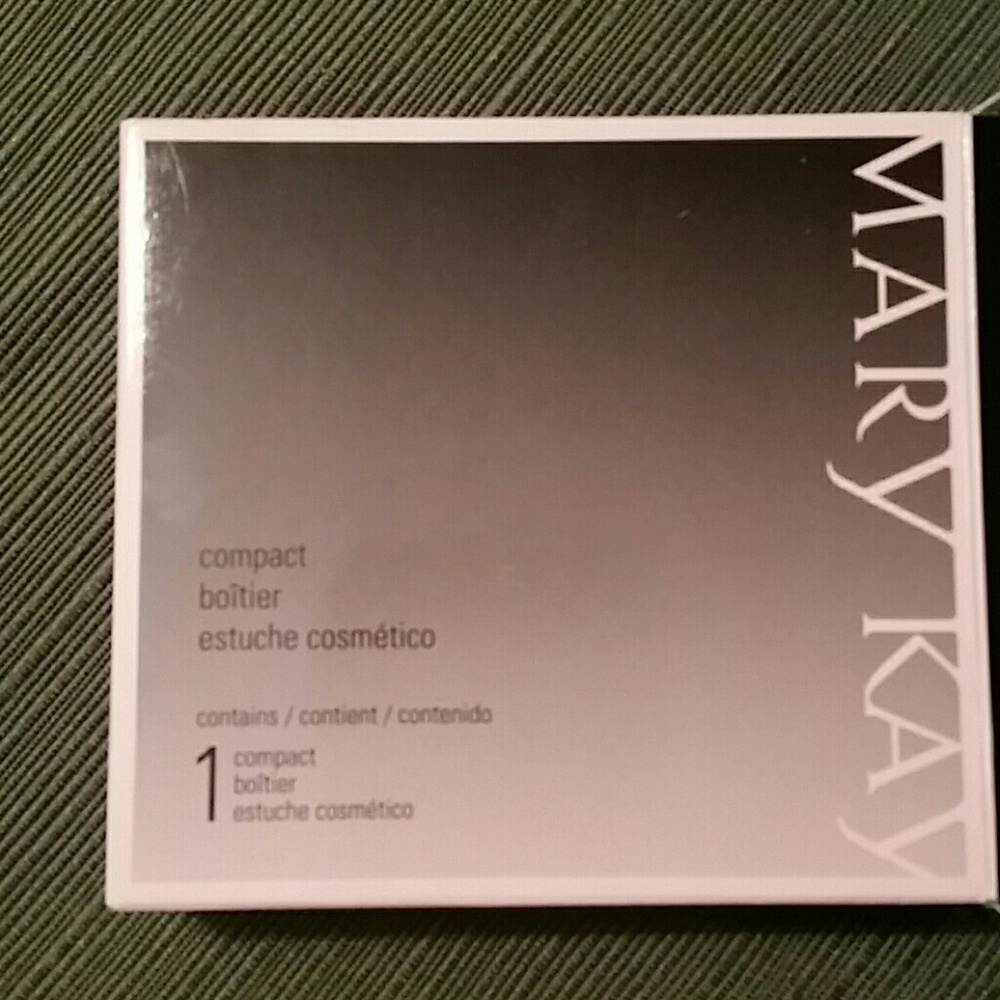 MARY KAY
compact
boîtier
estuche cosmético
contains / contient / contenido
1 compact
boîtier
estuche cosmético